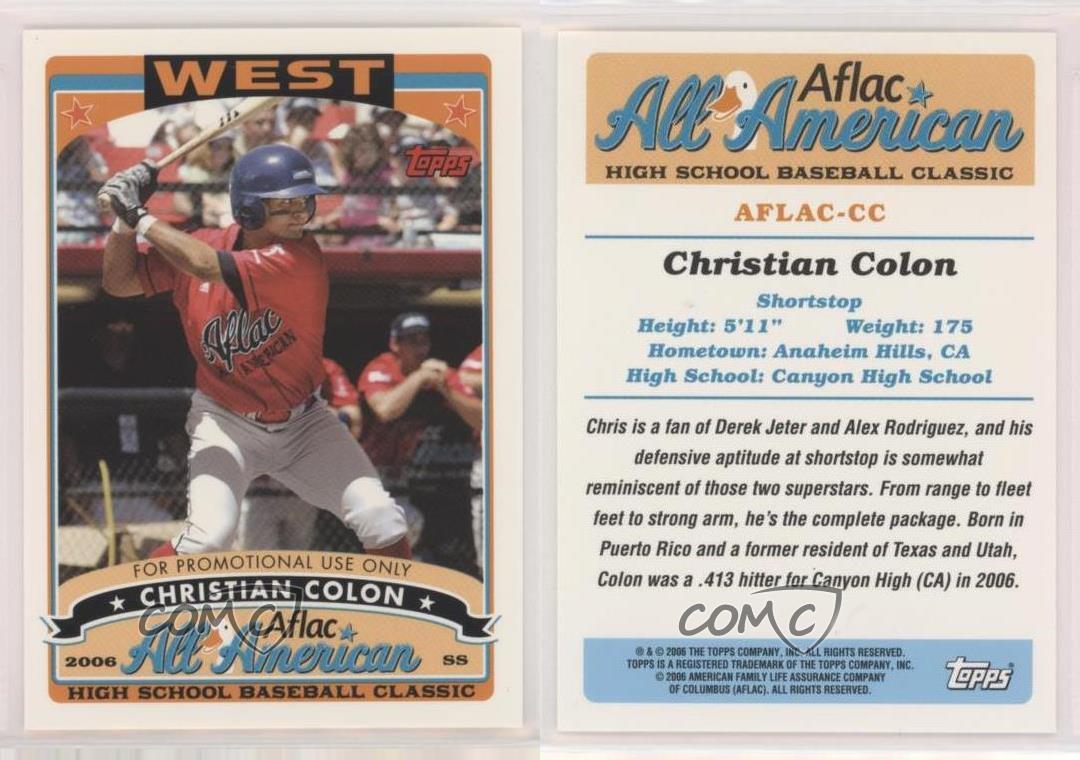 WEST
Topps
Aflac
ALL AMERICAN
FOR PROMOTIONAL USE ONLY
CHRISTIAN COLON
COMC
Aflac
2006 All American SS
HIGH SCHOOL BASEBALL CLASSIC
Aflac
All American
HIGH SCHOOL BASEBALL CLASSIC
AFLAC-CC
Christian Colon
Shortstop
Height: 5'11" Weight: 175
Hometown: Anaheim Hills, CA
High School: Canyon High School
Chris is a fan of Derek Jeter and Alex Rodriguez, and his
defensive aptitude at shortstop is somewhat
reminiscent of those two superstars. From range to fleet
feet to strong arm, he's the complete package. Born in
Puerto Rico and a former resident of Texas and Utah,
Colon was a .413 hitter for Canyon High (CA) in 2006.
COMC
® & © 2006 THE TOPPS COMPANY, INC. ALL RIGHTS RESERVED.
TOPPS IS A REGISTERED TRADEMARK OF THE TOPPS COMPANY, INC.
© 2006 AMERICAN FAMILY LIFE ASSURANCE COMPANY
OF COLUMBUS (AFLAC). ALL RIGHTS RESERVED.
Topps®